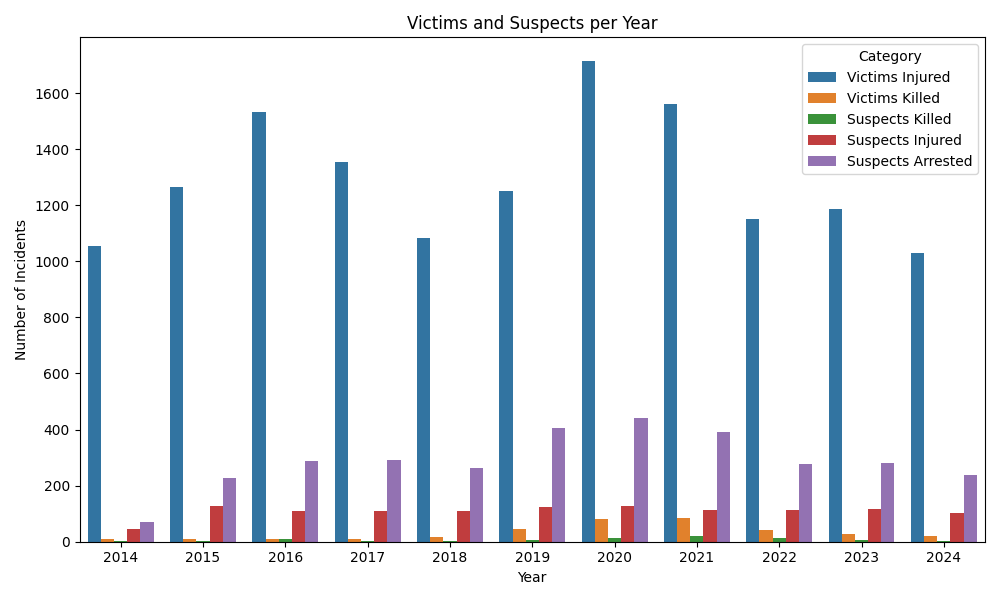 Victims and Suspects per Year
Category
Victims Injured
Victims Killed
Suspects Killed
Suspects Injured
Suspects Arrested
Number of Incidents
1600
1400
1200
1000
800
600
400
200
0
2014 2015 2016 2017 2018 2019 2020 2021 2022 2023 2024
Year